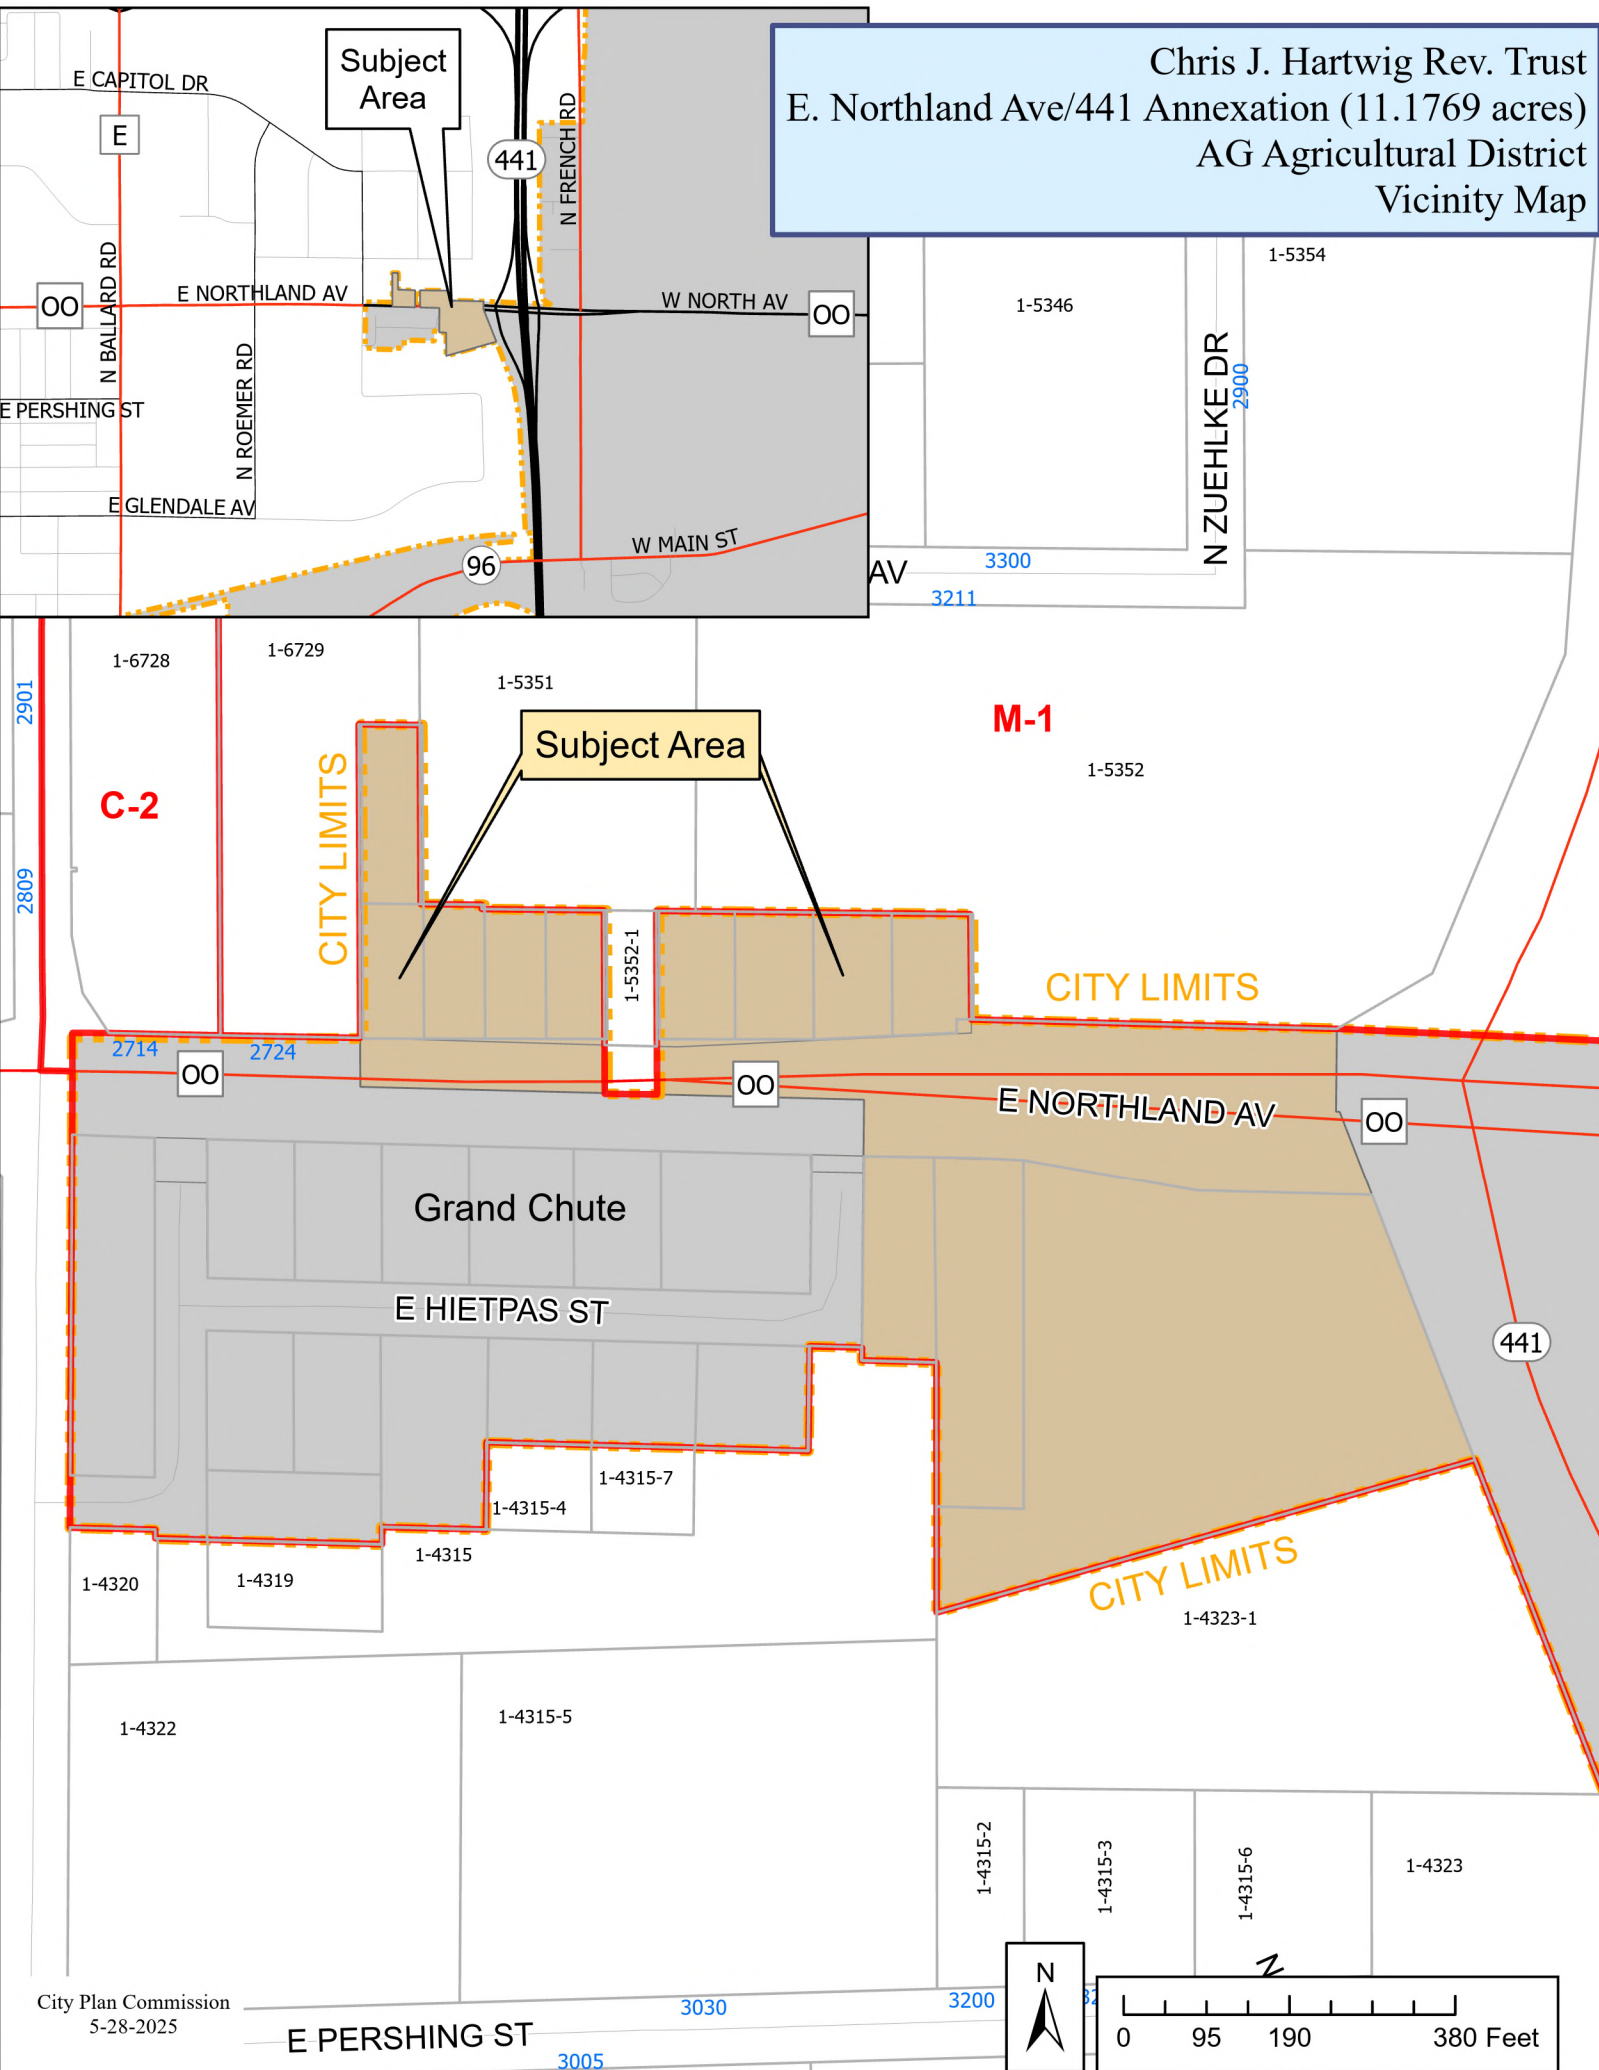 Chris J. Hartwig Rev. Trust
E. Northland Ave/441 Annexation (11.1769 acres)
AG Agricultural District
Vicinity Map
Subject
Area
E CAPITOL DR
E
441
N FRENCH RD
N BALLARD RD
OO
E NORTHLAND AV
W NORTH AV
OO
N ROEMER RD
E PERSHING ST
E GLENDALE AV
W MAIN ST
96
1-5354
1-5346
N ZUEHLKE DR
2900
AV
3300
3211
1-6728
1-6729
1-5351
2901
M-1
Subject Area
1-5352
C-2
CITY LIMITS
2809
1-5352-1
CITY LIMITS
2714
2724
OO
OO
E NORTHLAND AV
OO
Grand Chute
E HIETPAS ST
441
1-4315-7
1-4315-4
1-4315
CITY LIMITS
1-4320
1-4319
1-4323-1
1-4322
1-4315-5
1-4315-2
1-4315-3
1-4315-6
1-4323
N
N
City Plan Commission
5-28-2025
3030
3200
E PERSHING ST
3005
0 95 190 380 Feet